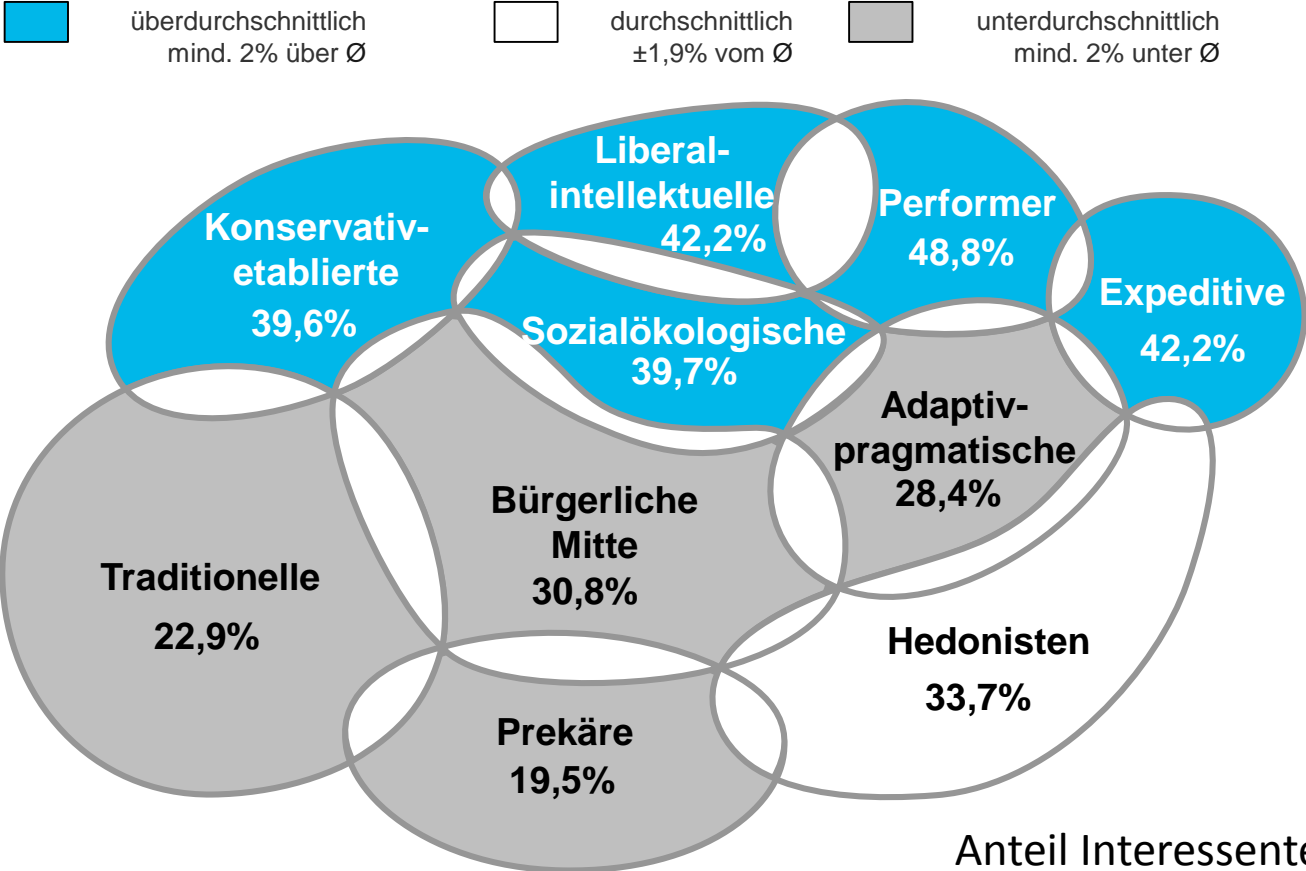 überdurchschnittlich
mind. 2% über Ø
durchschnittlich
±1,9% vom Ø
unterdurchschnittlich
mind. 2% unter Ø
Liberal-
intellektuelle
42,2%
Performer
48,8%
Konservativ-
etablierte
39,6%
Expeditive
42,2%
Sozialökologische
39,7%
Adaptiv-
pragmatische
28,4%
Bürgerliche
Mitte
30,8%
Traditionelle
22,9%
Hedonisten
33,7%
Prekäre
19,5%
Anteil Interessente